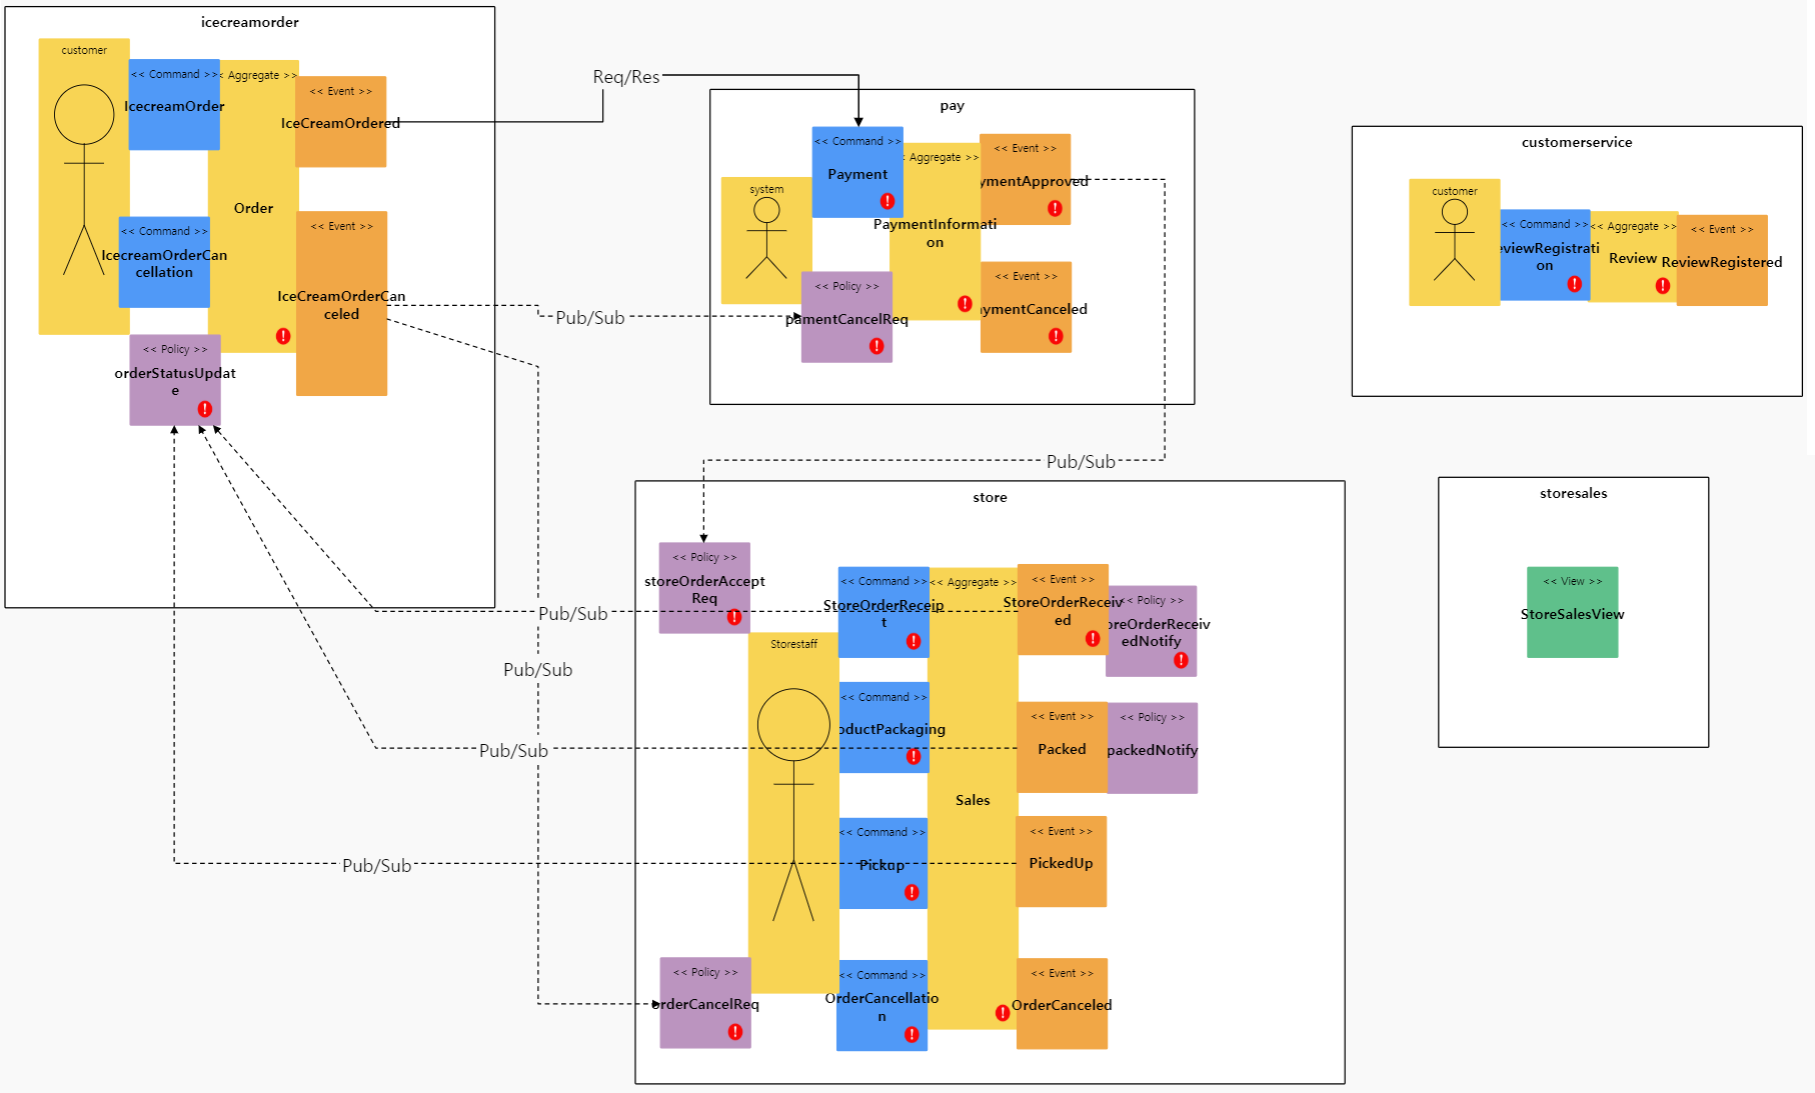 icecreamorder
customer
<< Command >>
IcecreamOrder
< Aggregate >>
Order
<< Event >>
IceCreamOrdered
<< Command >>
IcecreamOrderCan
cellation
<< Event >>
IceCreamOrderCan
celed
<< Policy >>
orderStatusUpdat
e
Req/Res
Pub/Sub
pay
system
<< Command >>
Payment
< Aggregate >>
PaymentInformati
on
<< Event >>
ymentApproved
<< Policy >>
pamentCancelReq
<< Event >>
ymentCanceled
customerservice
customer
<< Command >>
eviewRegistrati
on
<< Aggregate >>
Review
<< Event >>
ReviewRegistered
Pub/Sub
store
<< Policy >>
storeOrderAccept
Req
Storestaff
<< Command >>
StoreOrderReceip
t
<< Aggregate >>
Sales
<< Event >>
StoreOrderReceiv
ed
< Policy >>
oreOrderReceiv
edNotify
Pub/Sub
Pub/Sub
<< Command >>
oductPackaging
<< Event >>
Packed
<< Policy >>
packedNotify
Pub/Sub
<< Command >>
Pickup
<< Event >>
PickedUp
Pub/Sub
<< Policy >>
orderCancelReq
<< Command >>
OrderCancellatio
n
<< Event >>
OrderCanceled
storesales
<< View >>
StoreSalesView